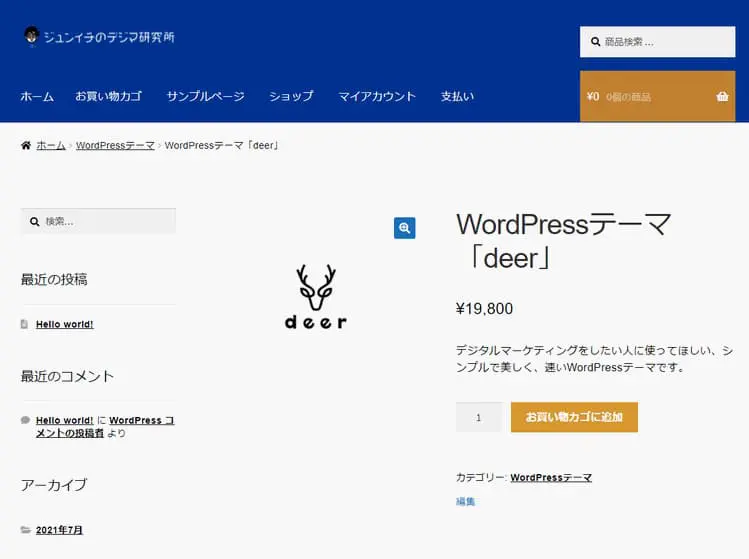 ジュンイチのデジマ研究所
商品検索 …
ホーム お買い物カゴ サンプルページ ショップ マイアカウント 支払い
¥0 0個の商品
ホーム › WordPressテーマ › WordPressテーマ「deer」
検索…
最近の投稿
Hello world!
最近のコメント
Hello world! に WordPress コ
メントの投稿者 より
アーカイブ
2021年7月
deer
WordPressテーマ
「deer」
¥19,800
デジタルマーケティングをしたい人に使ってほしい、シ
ンプルで美しく、速いWordPressテーマです。
1 お買い物カゴに追加
カテゴリー: WordPressテーマ
編集